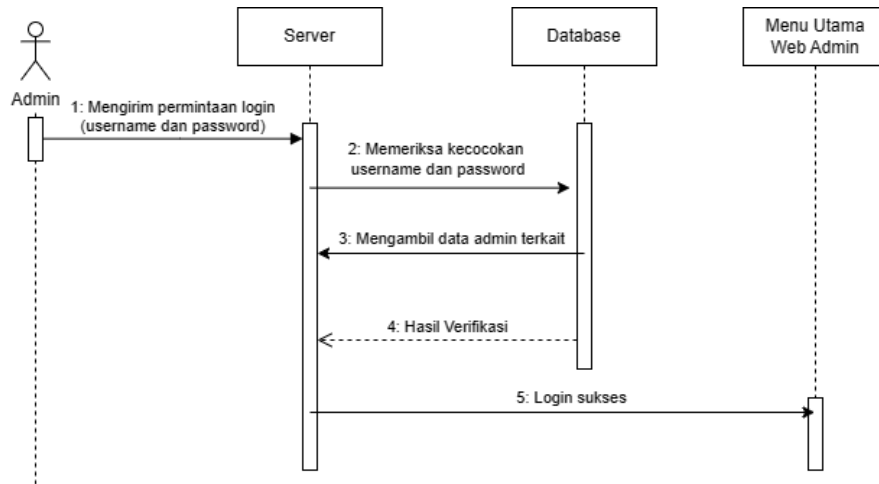 Server
Database
Menu Utama
Web Admin
Admin
1: Mengirim permintaan login
(username dan password)
2: Memeriksa kecocokan
username dan password
3: Mengambil data admin terkait
4: Hasil Verifikasi
5: Login sukses